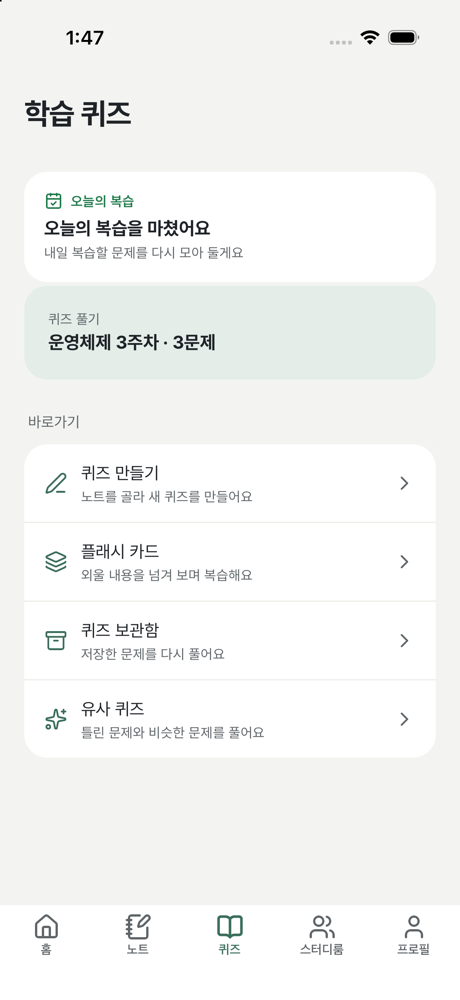 1:47
학습 퀴즈
오늘의 복습
오늘의 복습을 마쳤어요
내일 복습할 문제를 다시 모아 둘게요
퀴즈 풀기
운영체제 3주차 · 3문제
바로가기
퀴즈 만들기
노트를 골라 새 퀴즈를 만들어요
플래시 카드
외울 내용을 넘겨 보며 복습해요
퀴즈 보관함
저장한 문제를 다시 풀어요
유사 퀴즈
틀린 문제와 비슷한 문제를 풀어요
홈
노트
퀴즈
스터디룸
프로필